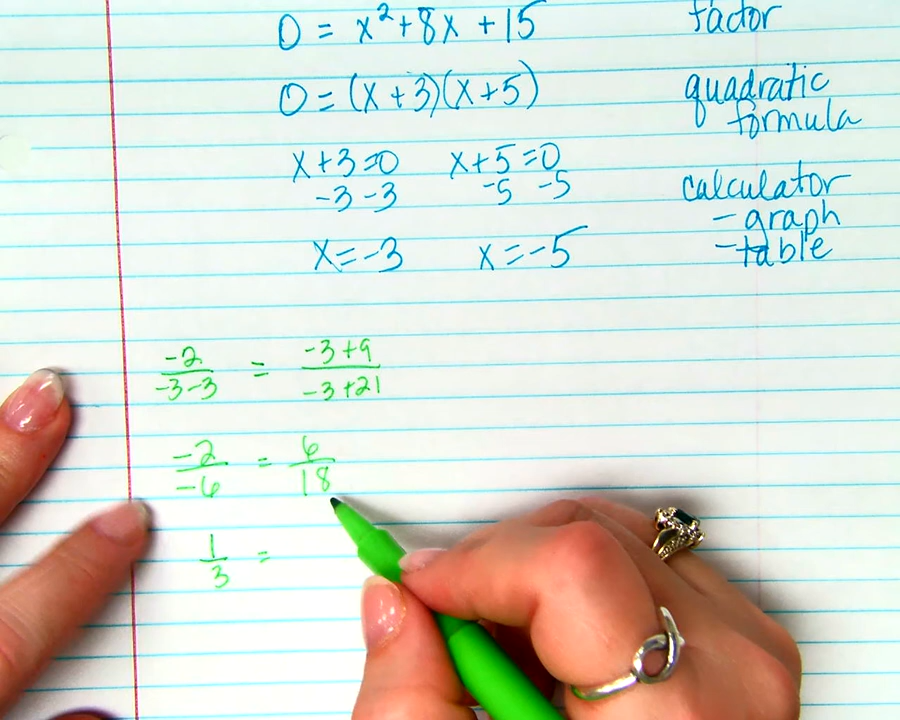 0 = x²+8x+15 factor
0 = (x+3)(x+5) quadratic formula
x+3=0 x+5=0
-3 -3 -5 -5 calculator
- graph
x=-3 x=-5 - table
-2/-3-3 = -3+9/-3+21
-2/-6 = 6/18
1/3 =